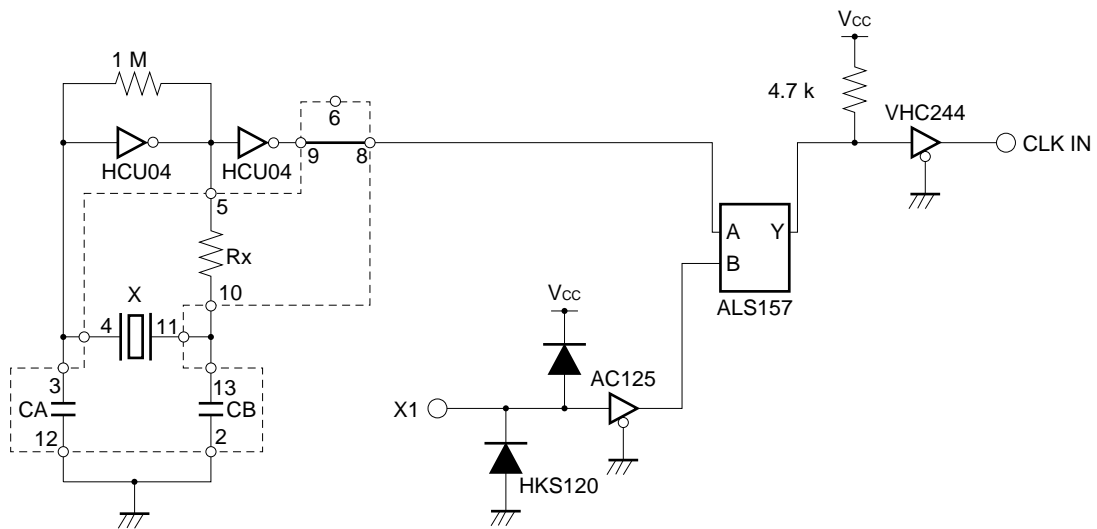 VCC
1 M
4.7 k
6
VHC244
HCU04
HCU04
9
8
CLK IN
5
A
Y
B
Rx
ALS157
X
10
4
11
VCC
3
13
AC125
CA
CB
X1
12
2
HKS120